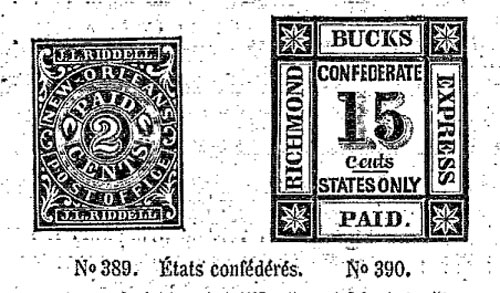 J.L.RIDDELL.
NEW-ORLEANS
PAID
2
CENTS
POST OFFICE
J.L.RIDDELL
BUCKS
RICHMOND
CONFEDERATE
15
Cents
STATES ONLY
EXPRESS
PAID.
No 389. États confédérés. No 390.